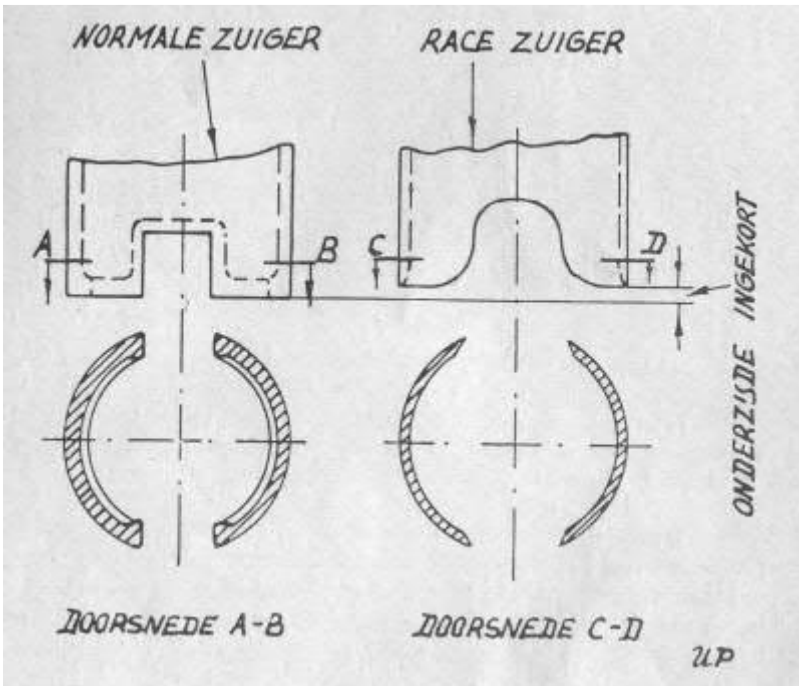 NORMALE ZUIGER
RACE ZUIGER
A
B
C
D
ONDERZIJDE INGEKORT
DOORSNEDE A-B
DOORSNEDE C-D
UP